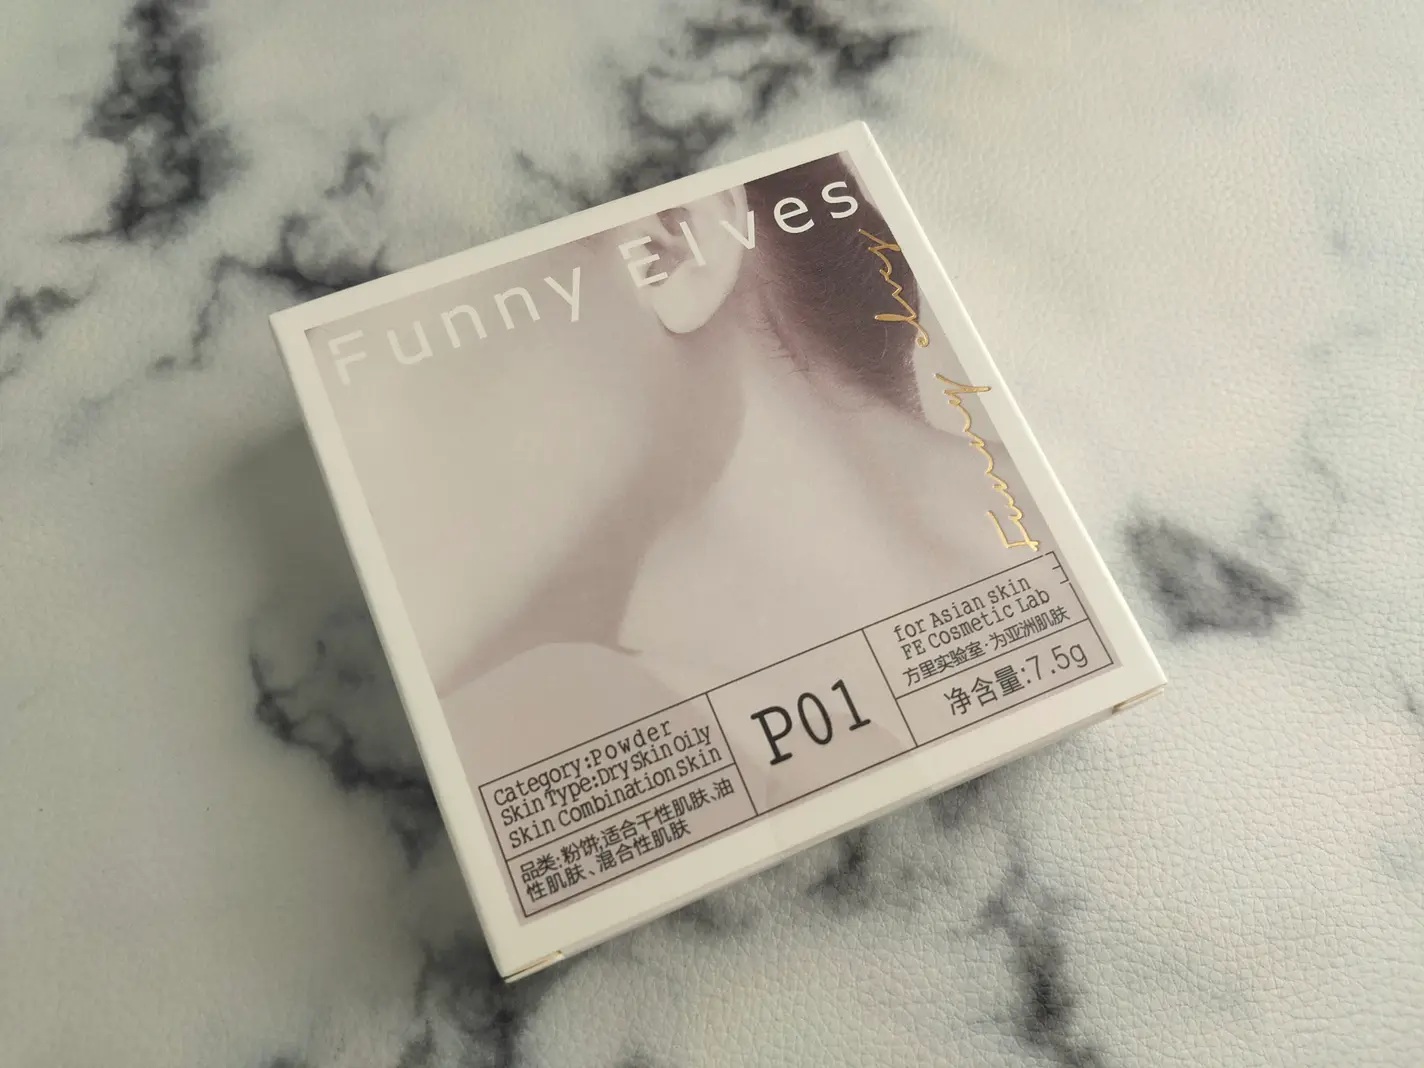 Funny Elves
Funny Elves
for Asian skin
FE Cosmetic Lab
方里实验室·为亚洲肌肤
净含量:7.5g
P01
Category:Powder
Skin Type:Dry Skin Oily
Skin Combination Skin
品类:粉饼;适合干性肌肤、油
性肌肤、混合性肌肤